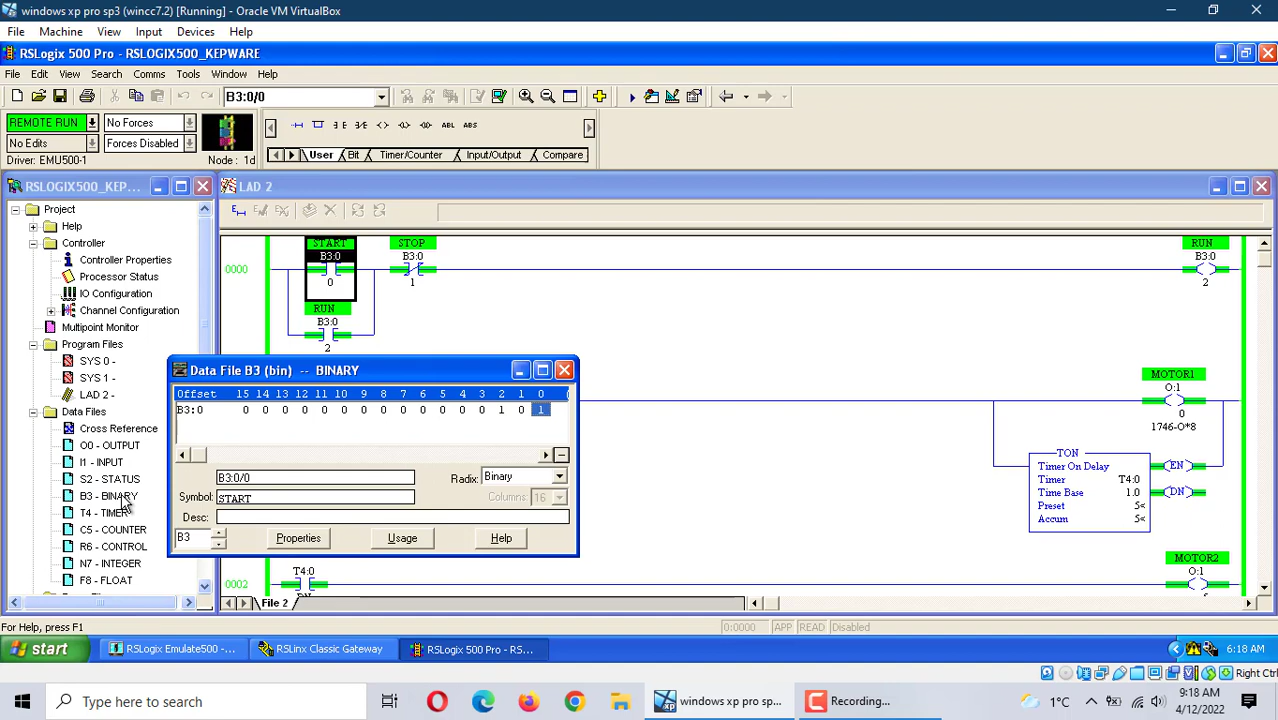 windows xp pro sp3 (wincc7.2) [Running] - Oracle VM VirtualBox
File Machine View Input Devices Help
RSLogix 500 Pro - RSLOGIX500_KEPWARE
File Edit View Search Comms Tools Window Help
B3:0/0
REMOTE RUN No Forces
No Edits Forces Disabled
Driver: EMU500-1 Node : 1d
ABL ABS
User Bit Timer/Counter Input/Output Compare
RSLOGIX500_KEP...
LAD 2
Project
Help
Controller
Controller Properties
Processor Status
IO Configuration
Channel Configuration
Multipoint Monitor
Program Files
SYS 0 -
SYS 1 -
LAD 2 -
Data Files
Cross Reference
O0 - OUTPUT
I1 - INPUT
S2 - STATUS
B3 - BINARY
T4 - TIMER
C5 - COUNTER
R6 - CONTROL
N7 - INTEGER
F8 - FLOAT
START STOP RUN
B3:0 B3:0 B3:0
0000
0 1 2
RUN
B3:0
2
MOTOR1
O:1
0
1746-O*8
TON
Timer On Delay
Timer T4:0
Time Base 1.0
Preset 5<
Accum 5<
EN
DN
MOTOR2
T4:0 O:1
0002
DN
File 2
Data File B3 (bin) -- BINARY
Offset 15 14 13 12 11 10 9 8 7 6 5 4 3 2 1 0
B3:0 0 0 0 0 0 0 0 0 0 0 0 0 0 1 0 1
B3:0/0
Radix: Binary
Symbol: START
Columns: 16
Desc:
B3 Properties Usage Help
For Help, press F1
0:0000 APP READ Disabled
start RSLogix Emulate500 -... RSLinx Classic Gateway RSLogix 500 Pro - RS...
6:18 AM
Right Ctrl
Type here to search
windows xp pro sp...
Recording...
1°C
9:18 AM
4/12/2022